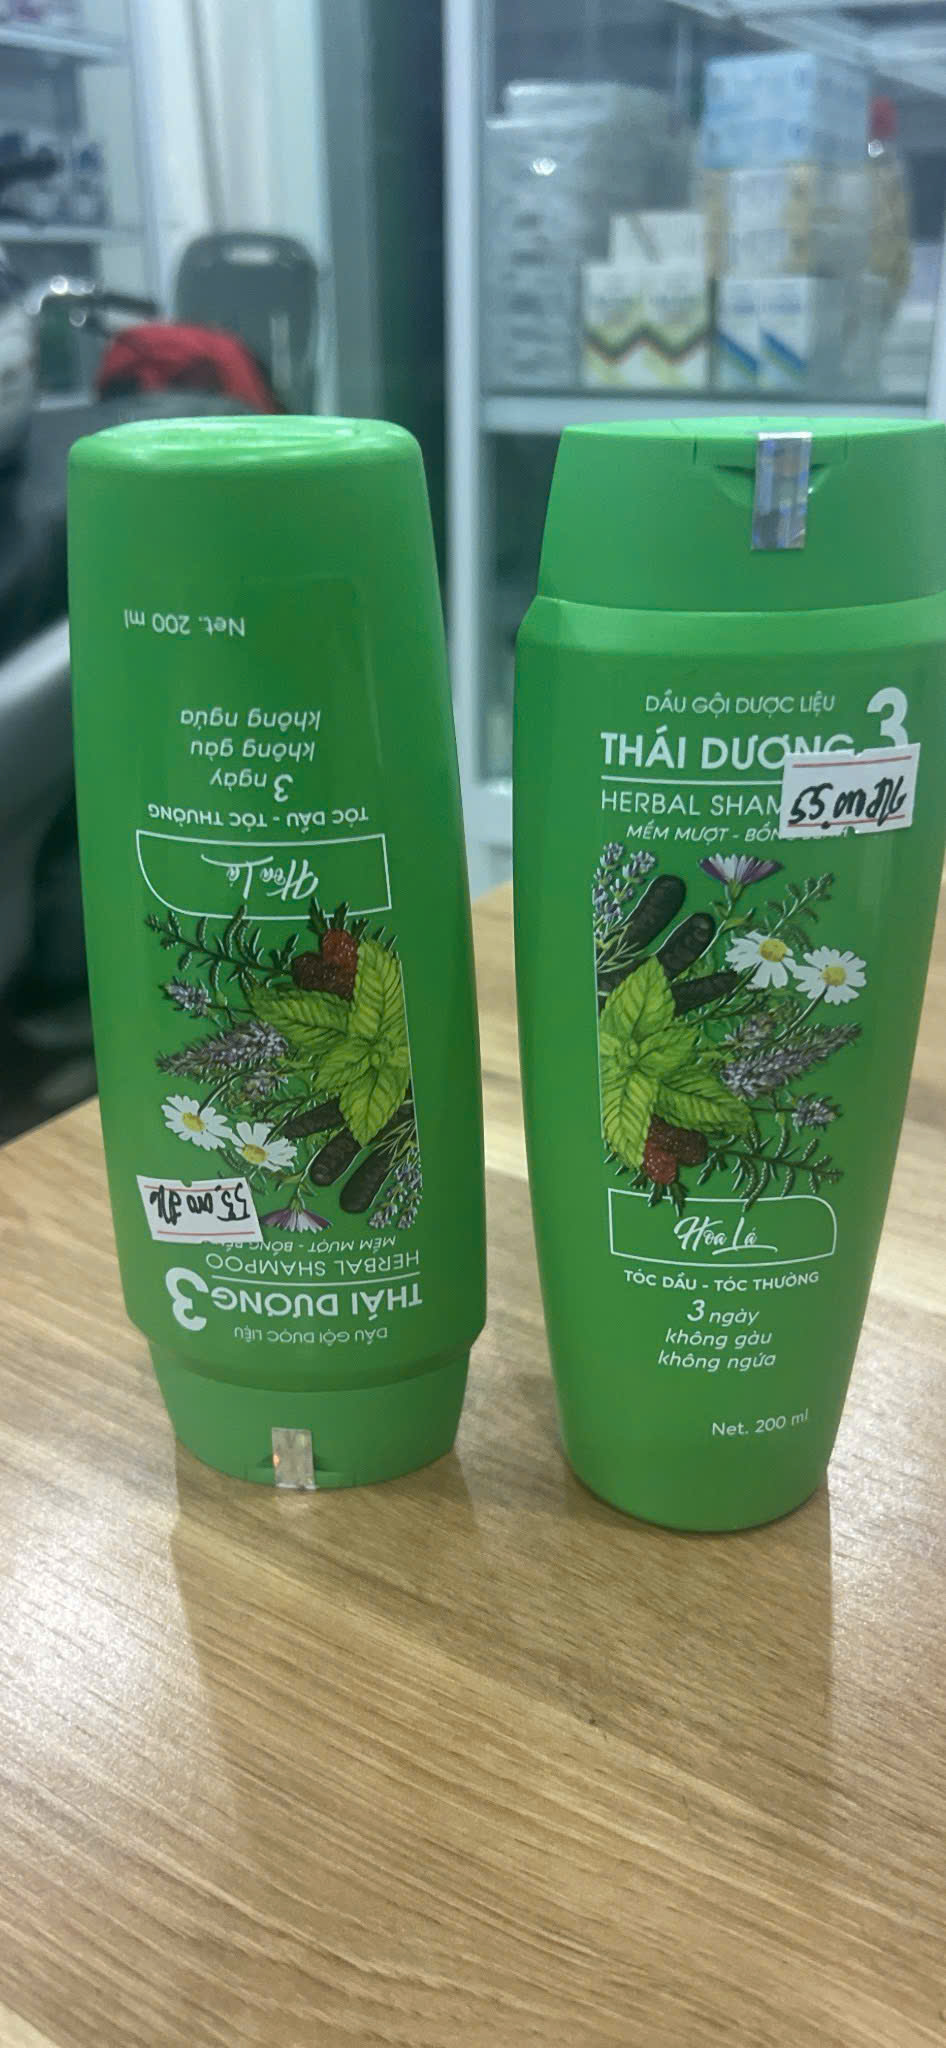 Net. 200 ml
không ngứa
không gàu
3 ngày
TÓC DẦU - TÓC THƯỜNG
Hoa Lá
55.000đ/6
MỀM MƯỢT - BỒNG
HERBAL SHAMPOO
THÁI DƯƠNG 3
DẦU GỘI DƯỢC LIỆU
DẦU GỘI DƯỢC LIỆU
THÁI DƯƠNG 3
HERBAL SHAM
55.000đ/6
MỀM MƯỢT - BỒN
Hoa Lá
TÓC DẦU - TÓC THƯỜNG
3 ngày
không gàu
không ngứa
Net. 200 ml